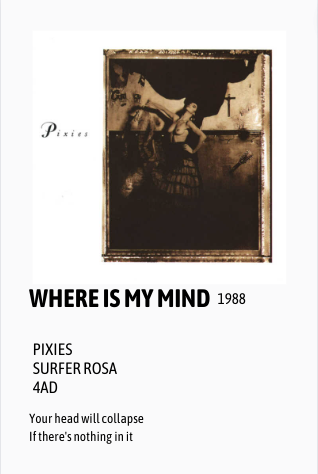 Pixies
WHERE IS MY MIND 1988
PIXIES
SURFER ROSA
4AD
Your head will collapse
If there's nothing in it